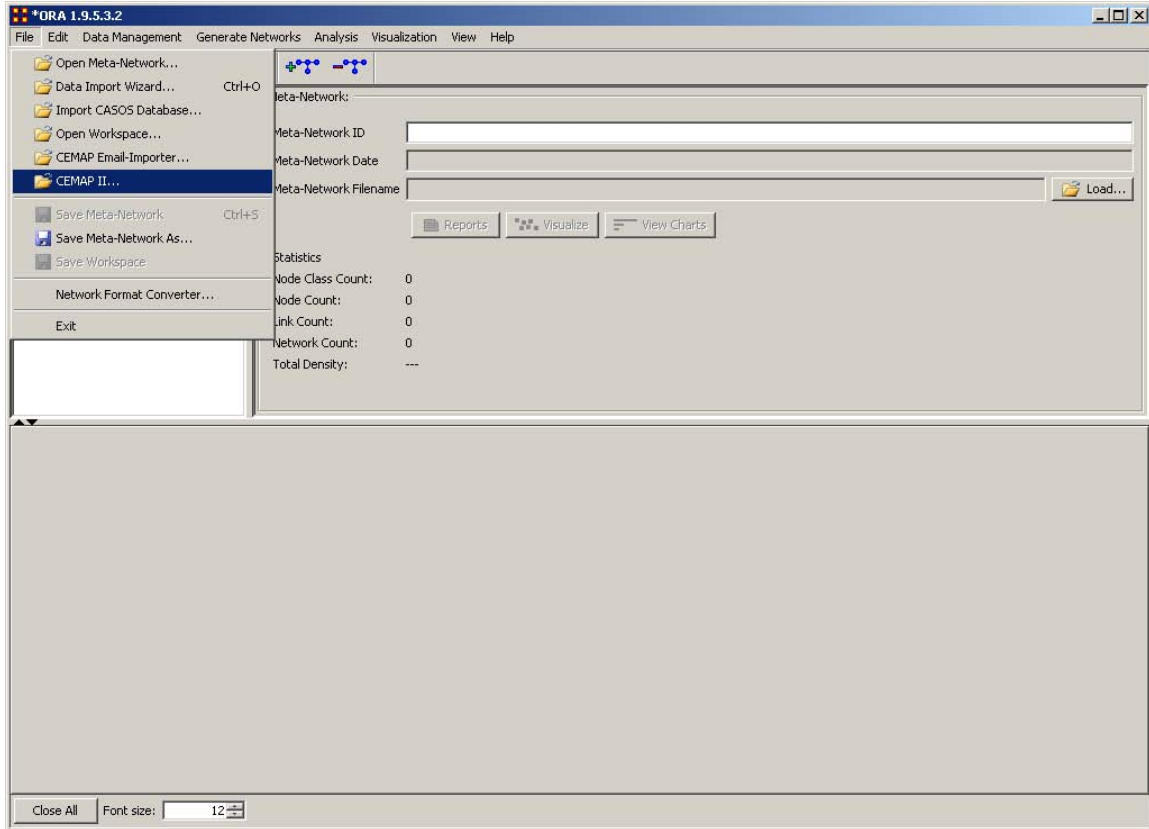 *ORA 1.9.5.3.2
File Edit Data Management Generate Networks Analysis Visualization View Help
Open Meta-Network...
Data Import Wizard... Ctrl+O
Import CASOS Database...
Open Workspace...
CEMAP Email-Importer...
CEMAP II...
Save Meta-Network Ctrl+S
Save Meta-Network As...
Save Workspace
Network Format Converter...
Exit
eta-Network:
Meta-Network ID
Meta-Network Date
Meta-Network Filename Load...
Reports Visualize View Charts
Statistics
Node Class Count: 0
Node Count: 0
Link Count: 0
Network Count: 0
Total Density: ---
Close All Font size: 12